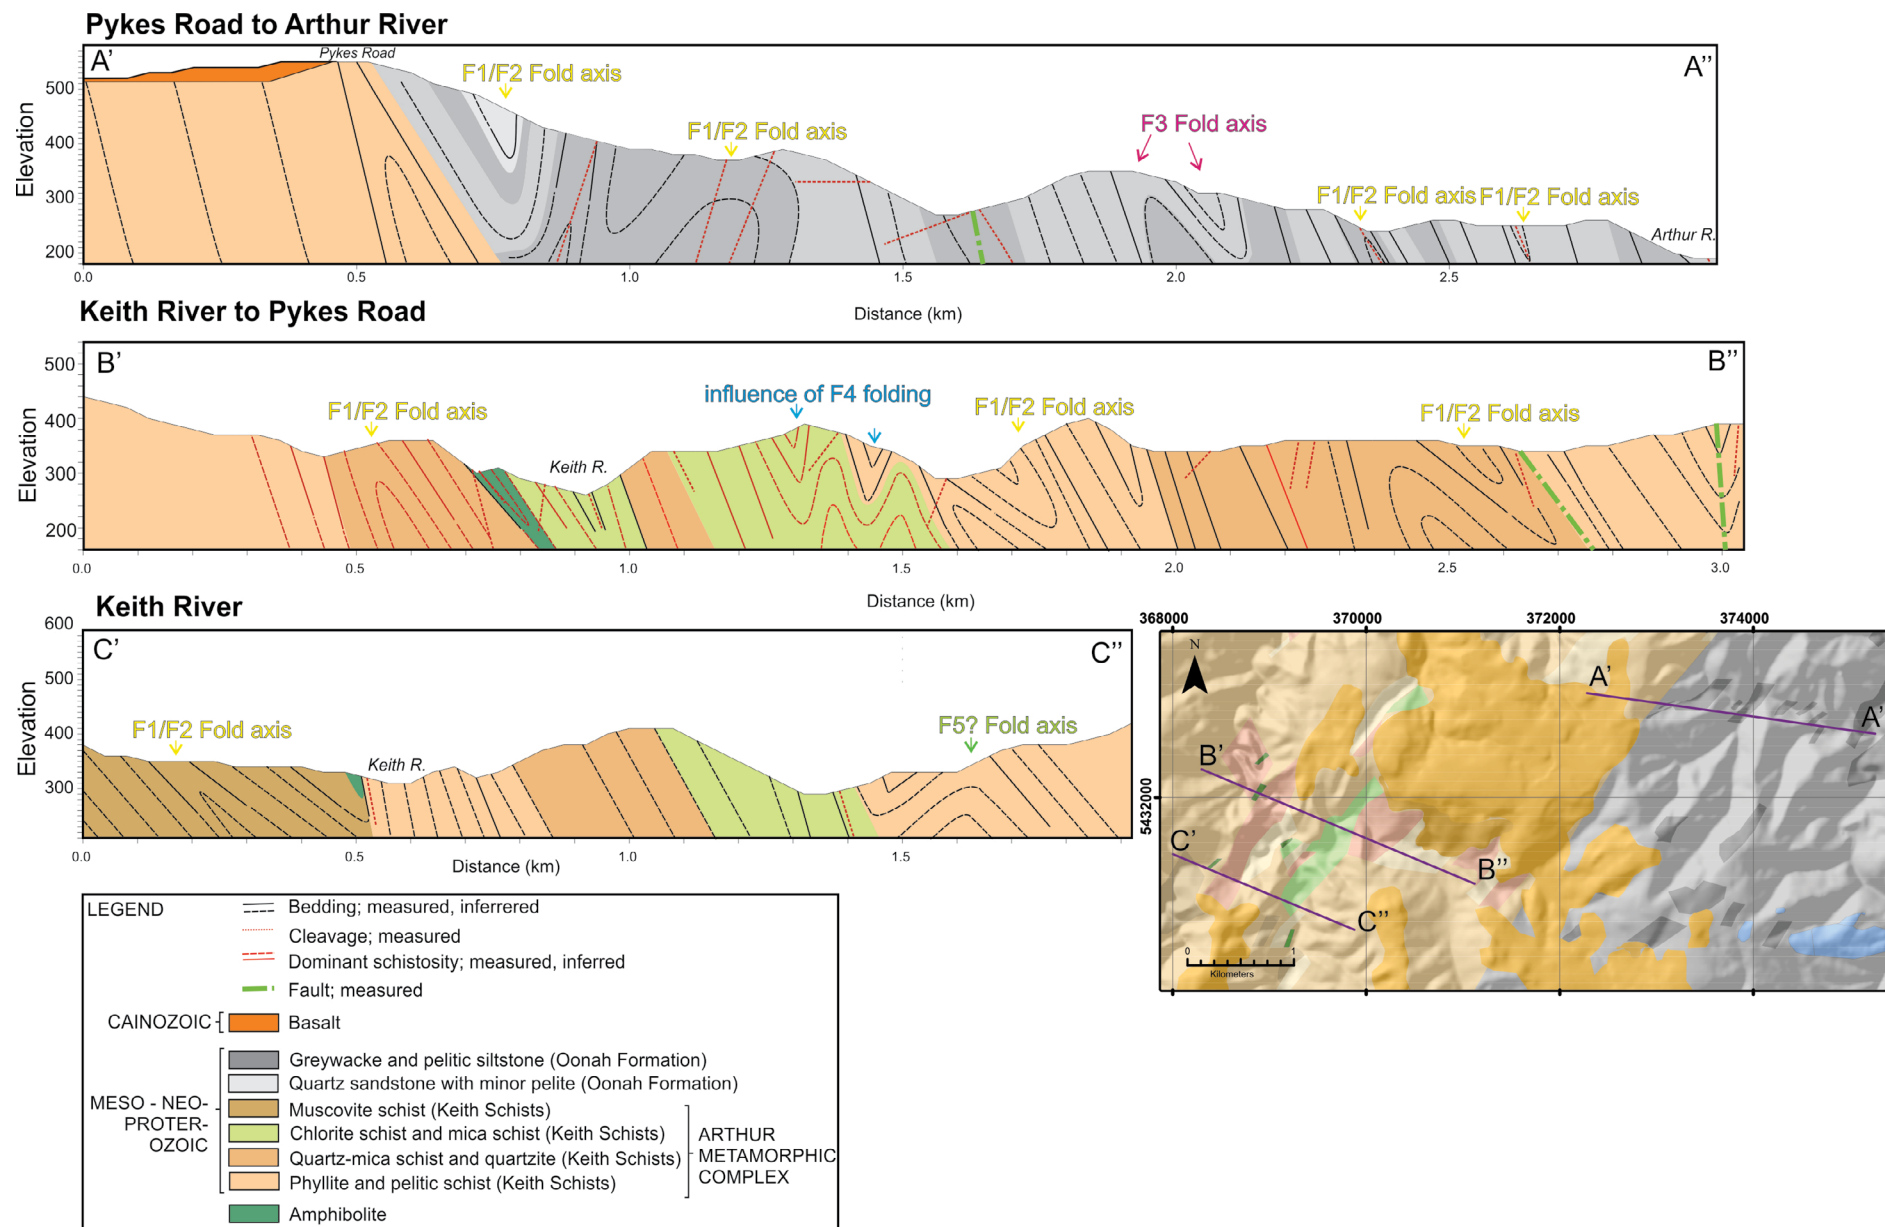 Pykes Road to Arthur River
A’
Pykes Road
F1/F2 Fold axis
F1/F2 Fold axis
F3 Fold axis
F1/F2 Fold axis
F1/F2 Fold axis
Arthur R.
A’’
Elevation
500
400
300
200
0.0
0.5
1.0
1.5
2.0
2.5
Distance (km)
Keith River to Pykes Road
B’
B’’
F1/F2 Fold axis
Keith R.
influence of F4 folding
F1/F2 Fold axis
F1/F2 Fold axis
Elevation
500
400
300
200
0.0
0.5
1.0
1.5
2.0
2.5
3.0
Distance (km)
Keith River
C’
C’’
F1/F2 Fold axis
Keith R.
F5? Fold axis
Elevation
600
500
400
300
0.0
0.5
1.0
1.5
Distance (km)
368000
370000
372000
374000
5432000
N
A’
A’
B’
B’’
C’
C’’
0
1
Kilometers
LEGEND
Bedding; measured, inferrered
Cleavage; measured
Dominant schistosity; measured, inferred
Fault; measured
CAINOZOIC
Basalt
MESO - NEO-
PROTER-
OZOIC
Greywacke and pelitic siltstone (Oonah Formation)
Quartz sandstone with minor pelite (Oonah Formation)
Muscovite schist (Keith Schists)
Chlorite schist and mica schist (Keith Schists)
Quartz-mica schist and quartzite (Keith Schists)
Phyllite and pelitic schist (Keith Schists)
ARTHUR
METAMORPHIC
COMPLEX
Amphibolite